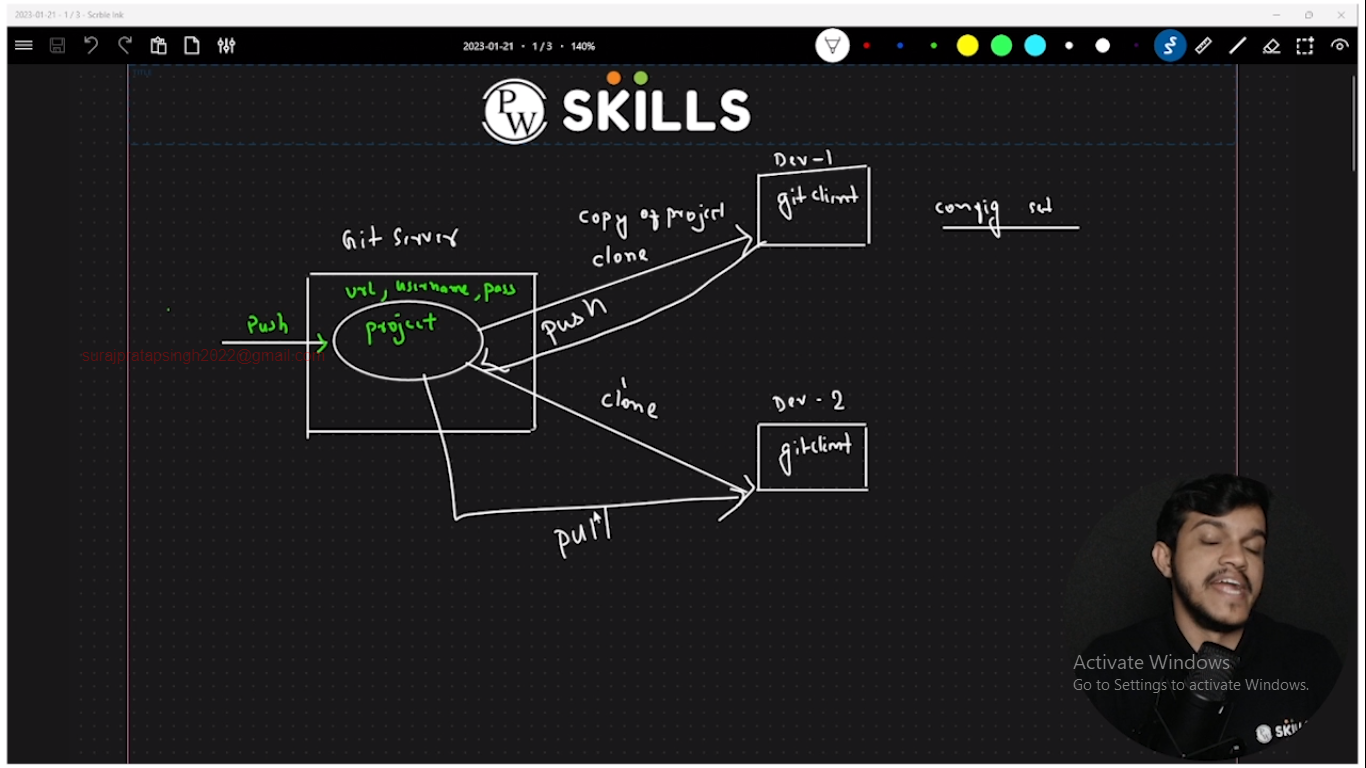 2023-01-21 - 1 / 3 - Scrble Ink
2023-01-21 • 1 / 3 • 140%
PW SKILLS
Dev-1
git client
config set
copy of project
clone
Git Server
url, username, pass
project
Push
push
surajpratapsingh2022@gmail.com
clone
Dev - 2
git client
pull
Activate Windows
Go to Settings to activate Windows.